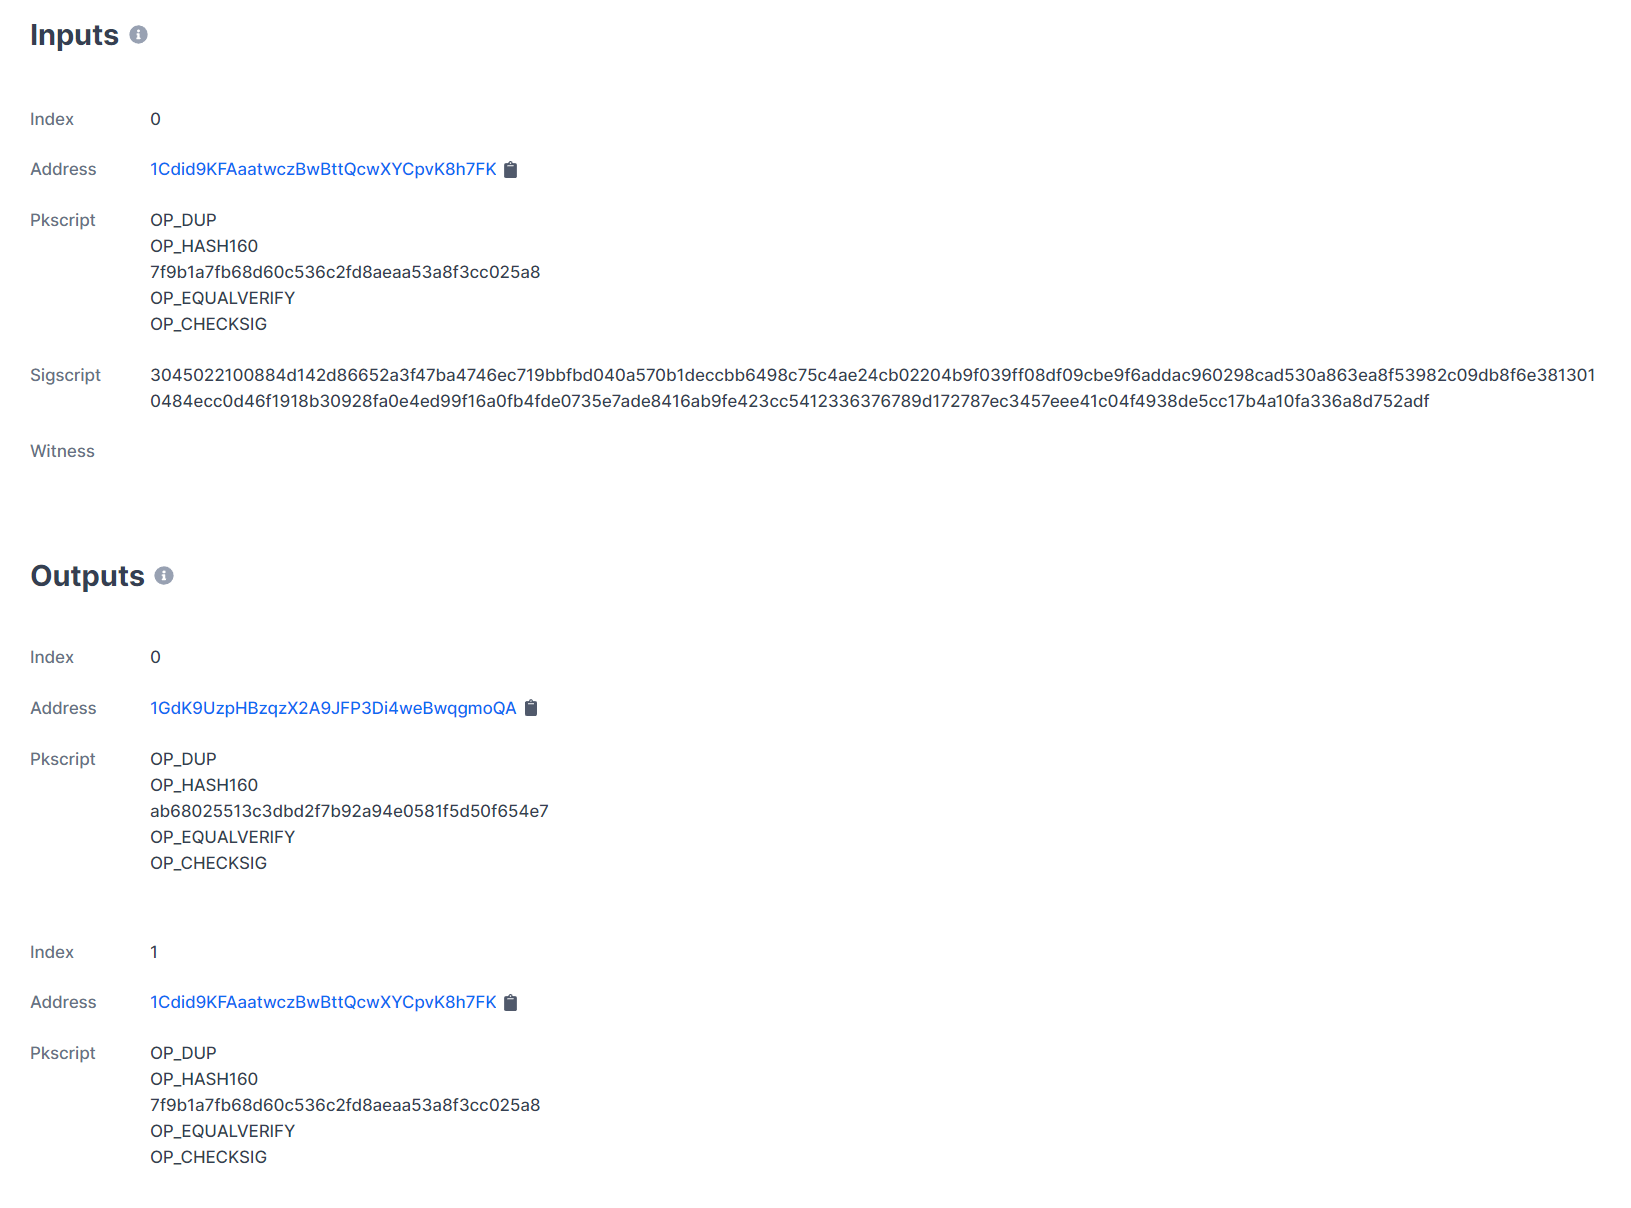 Inputs
Index 0
Address 1Cdid9KFAaatwczBwBttQcwXYCpvK8h7FK
Pkscript OP_DUP
OP_HASH160
7f9b1a7fb68d60c536c2fd8aeaa53a8f3cc025a8
OP_EQUALVERIFY
OP_CHECKSIG
Sigscript 3045022100884d142d86652a3f47ba4746ec719bbfbd040a570b1deccbb6498c75c4ae24cb02204b9f039ff08df09cbe9f6addac960298cad530a863ea8f53982c09db8f6e381301
0484ecc0d46f1918b30928fa0e4ed99f16a0fb4fde0735e7ade8416ab9fe423cc5412336376789d172787ec3457eee41c04f4938de5cc17b4a10fa336a8d752adf
Witness
Outputs
Index 0
Address 1GdK9UzpHBzqzX2A9JFP3Di4weBwqgmoQA
Pkscript OP_DUP
OP_HASH160
ab68025513c3dbd2f7b92a94e0581f5d50f654e7
OP_EQUALVERIFY
OP_CHECKSIG
Index 1
Address 1Cdid9KFAaatwczBwBttQcwXYCpvK8h7FK
Pkscript OP_DUP
OP_HASH160
7f9b1a7fb68d60c536c2fd8aeaa53a8f3cc025a8
OP_EQUALVERIFY
OP_CHECKSIG